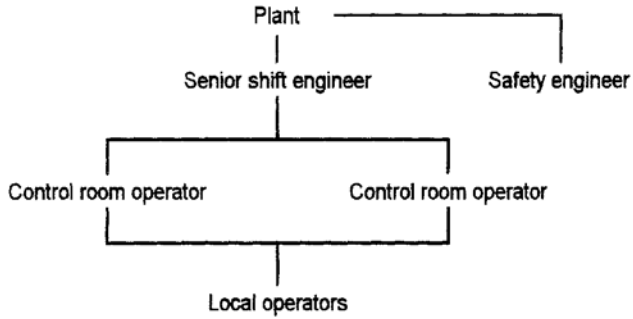 Plant
Senior shift engineer
Safety engineer
Control room operator
Control room operator
Local operators